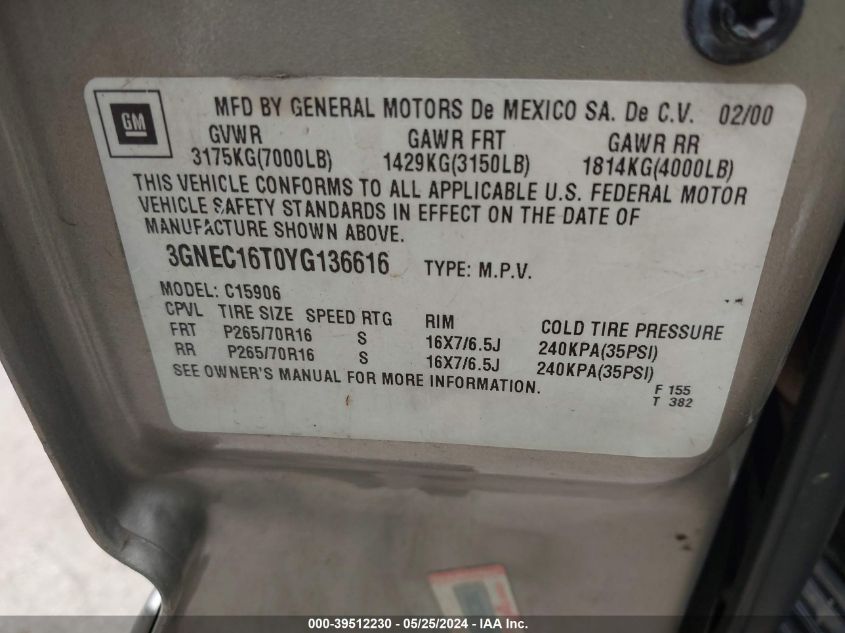 GM
MFD BY GENERAL MOTORS De MEXICO SA. De C.V. 02/00
GVWR GAWR FRT GAWR RR
3175KG(7000LB) 1429KG(3150LB) 1814KG(4000LB)
THIS VEHICLE CONFORMS TO ALL APPLICABLE U.S. FEDERAL MOTOR
VEHICLE SAFETY STANDARDS IN EFFECT ON THE DATE OF
MANUFACTURE SHOWN ABOVE.
3GNEC16T0YG136616 TYPE: M.P.V.
MODEL: C15906
CPVL TIRE SIZE SPEED RTG RIM COLD TIRE PRESSURE
FRT P265/70R16 S 16X7/6.5J 240KPA(35PSI)
RR P265/70R16 S 16X7/6.5J 240KPA(35PSI)
SEE OWNER'S MANUAL FOR MORE INFORMATION.
F 155
T 382
000-39512230 - 05/25/2024 - IAA Inc.